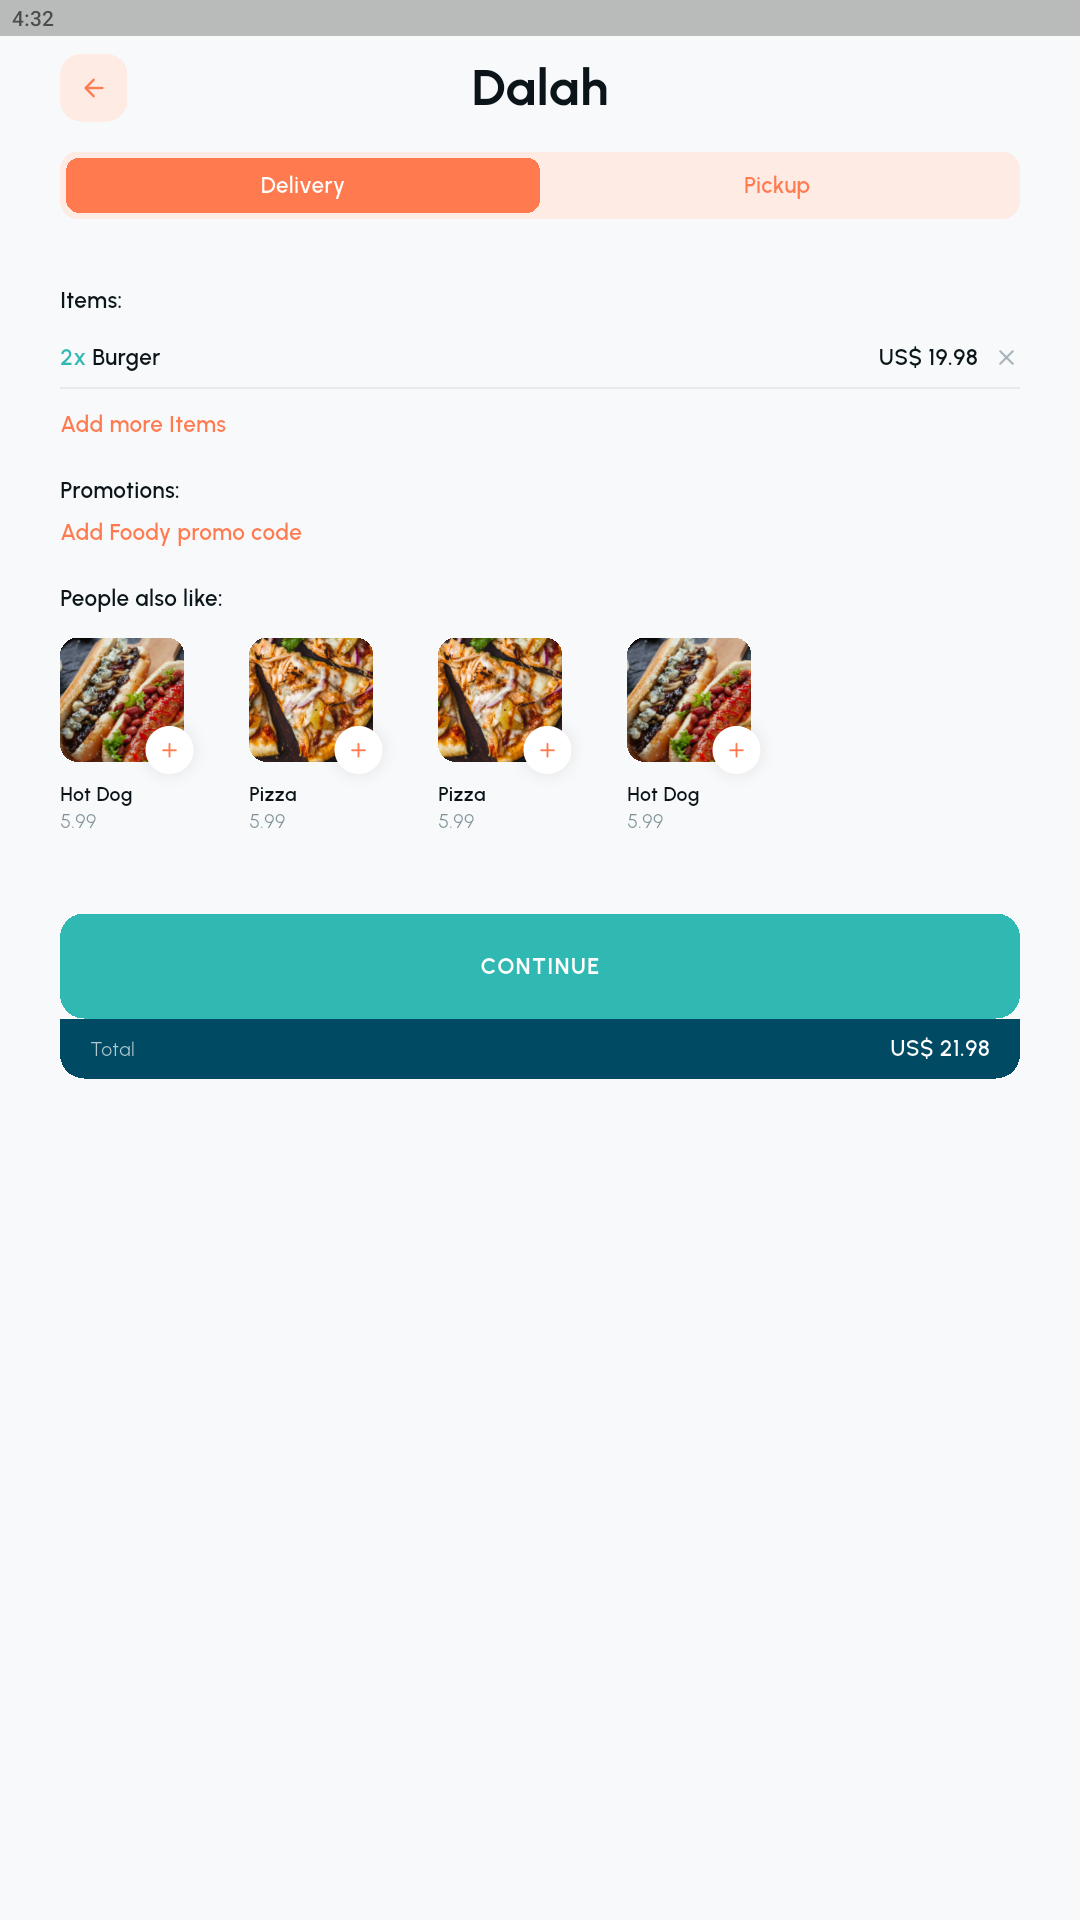 4:32
Dalah
Delivery
Pickup
Items:
2x Burger
US$ 19.98
Add more Items
Promotions:
Add Foody promo code
People also like:
Hot Dog
5.99
Pizza
5.99
Pizza
5.99
Hot Dog
5.99
CONTINUE
Total
US$ 21.98